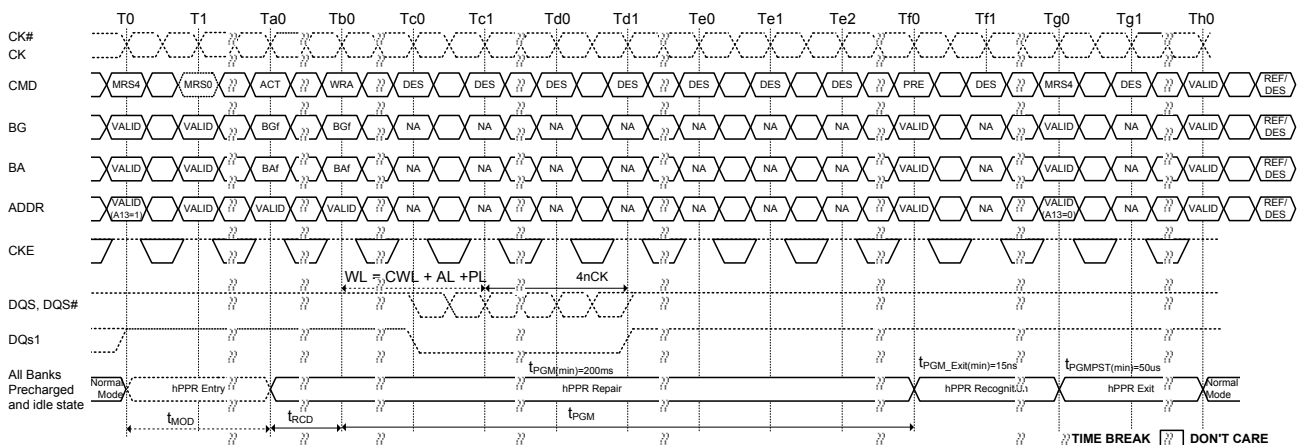 T0 T1 Ta0 Tb0 Tc0 Tc1 Td0 Td1 Te0 Te1 Te2 Tf0 Tf1 Tg0 Tg1 Th0
CK#
CK
CMD MRS4 MRS0 ACT WRA DES DES DES DES DES DES DES PRE DES MRS4 DES VALID REF/
DES
BG VALID VALID BGf BGf NA NA NA NA NA NA NA VALID NA VALID NA VALID REF/
DES
BA VALID VALID BAf BAf NA NA NA NA NA NA NA VALID NA VALID NA VALID REF/
DES
ADDR VALID
(A13=1) VALID VALID VALID NA NA NA NA NA NA NA VALID NA VALID
(A13=0) NA VALID REF/
DES
CKE
WL = CWL + AL +PL 4nCK
DQS, DQS#
DQs1
All Banks
Precharged
and idle state
tPGM(min)=200ms tPGM_Exit(min)=15ns tPGMPST(min)=50us
Normal
Mode hPPR Entry hPPR Repair hPPR Recognition hPPR Exit Normal
Mode
tMOD tRCD tPGM
TIME BREAK DON'T CARE